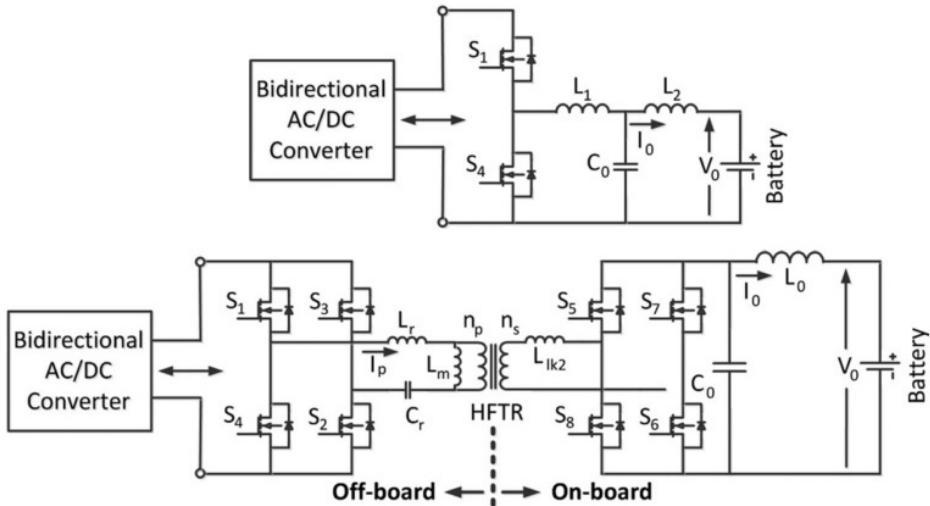 Bidirectional
AC/DC
Converter
S₁
S₄
L₁
L₂
I₀
C₀
V₀
+
-
Battery
Bidirectional
AC/DC
Converter
S₁
S₃
S₄
S₂
Lᵣ
Iₚ
Lₘ
Cᵣ
nₚ
nₛ
HFTR
Lₗₖ₂
S₅
S₇
S₈
S₆
C₀
I₀
L₀
V₀
+
-
Battery
Off-board
On-board